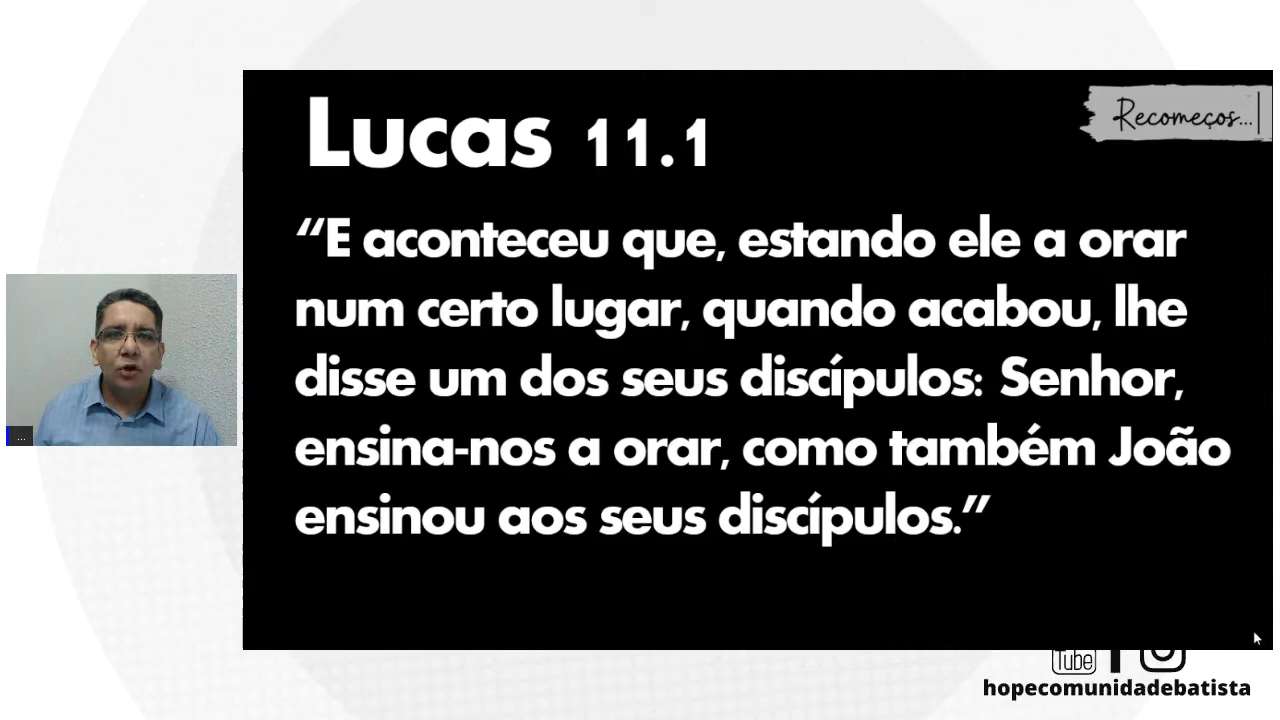 Lucas 11.1
Recomeços...
“E aconteceu que, estando ele a orar
num certo lugar, quando acabou, lhe
disse um dos seus discípulos: Senhor,
ensina-nos a orar, como também João
ensinou aos seus discípulos.”
...
Tube
hopecomunidadebatista